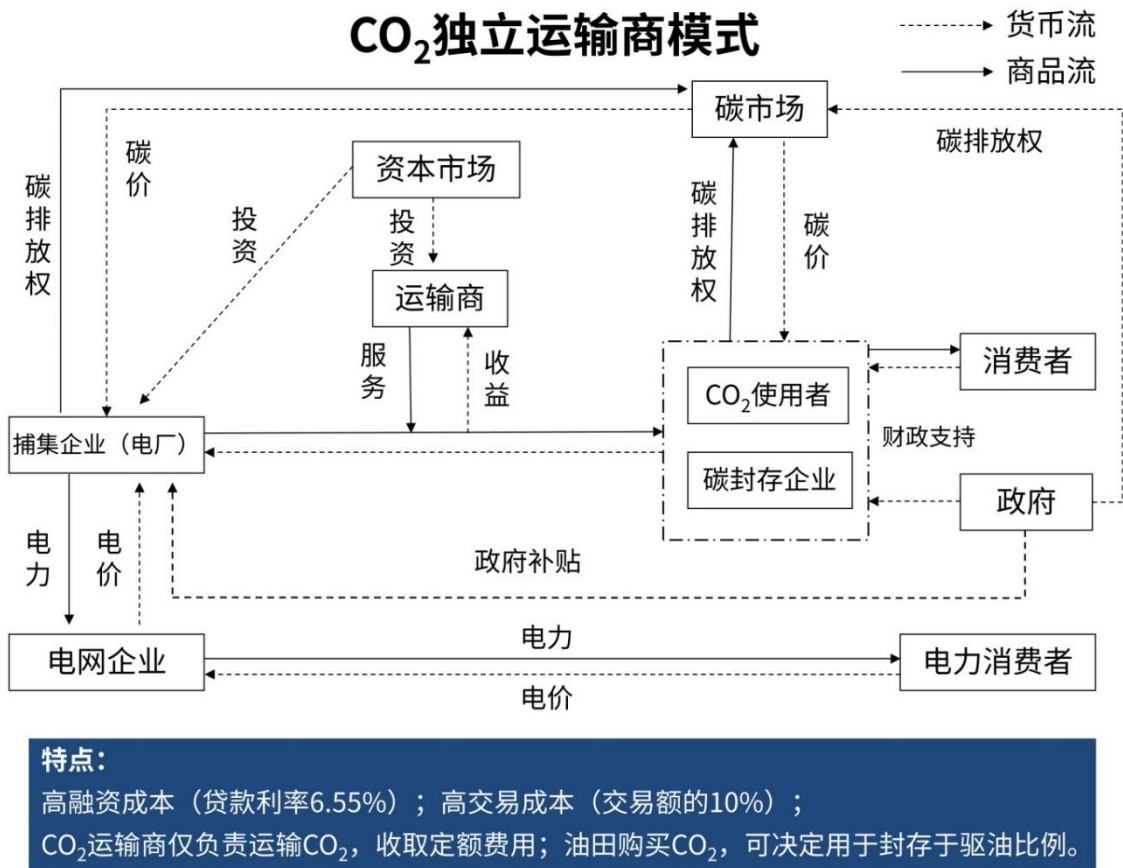 CO₂独立运输商模式
货币流
商品流
碳市场
碳排放权
碳价
资本市场
碳排放权
投资
投资
碳排放权
碳价
运输商
服务
收益
消费者
CO₂使用者
捕集企业（电厂）
财政支持
碳封存企业
政府
电力
电价
政府补贴
电网企业
电力
电力消费者
电价
特点：
高融资成本（贷款利率6.55%）；高交易成本（交易额的10%）；
CO₂运输商仅负责运输CO₂，收取定额费用；油田购买CO₂，可决定用于封存于驱油比例。